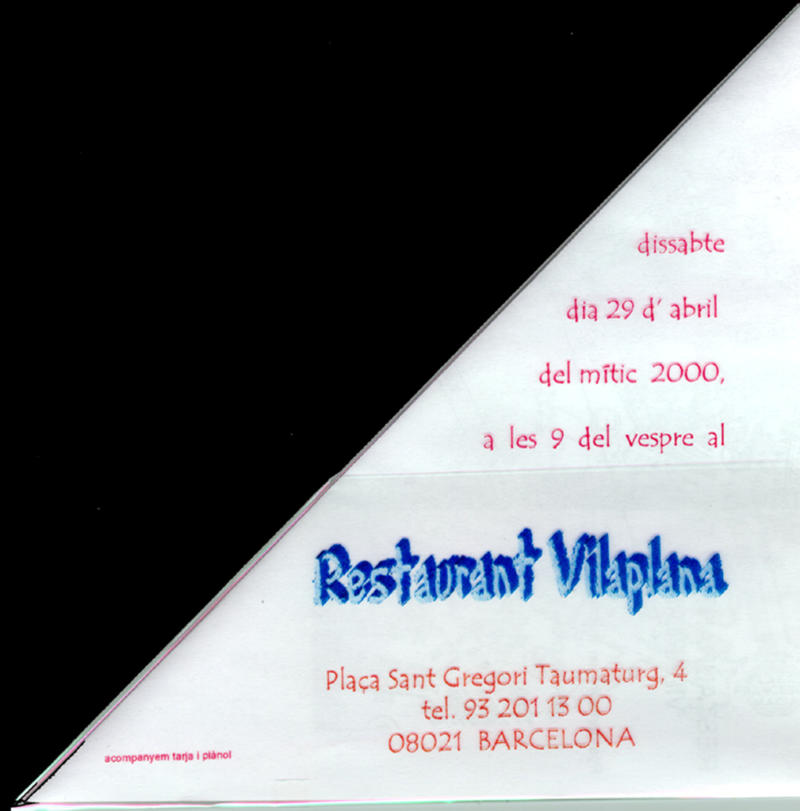 dissabte
dia 29 d' abril
del mític 2000,
a les 9 del vespre al
Restaurant Vilaplana
Plaça Sant Gregori Taumaturg, 4
tel. 93 201 13 00
08021 BARCELONA
acompanyem tarja i plànol